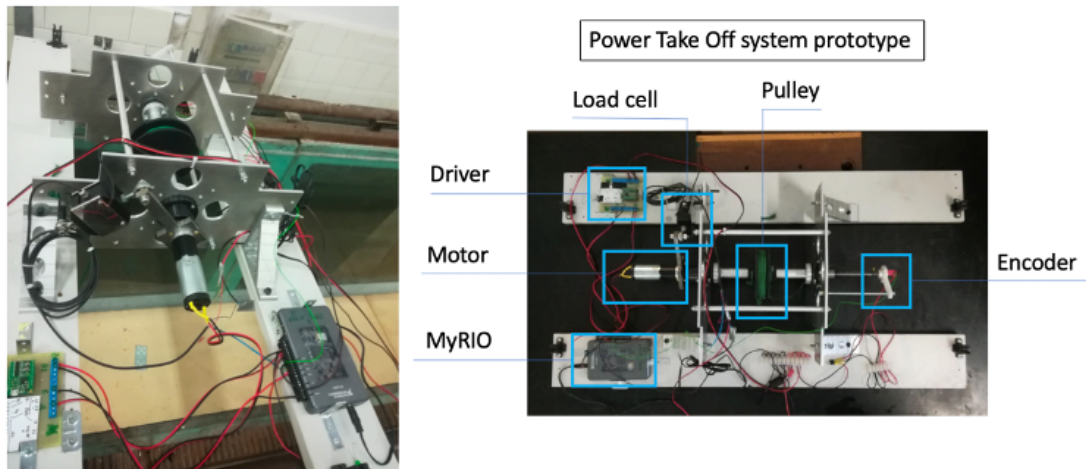 Power Take Off system prototype
Pulley
Load cell
Driver
Motor
Encoder
MyRIO